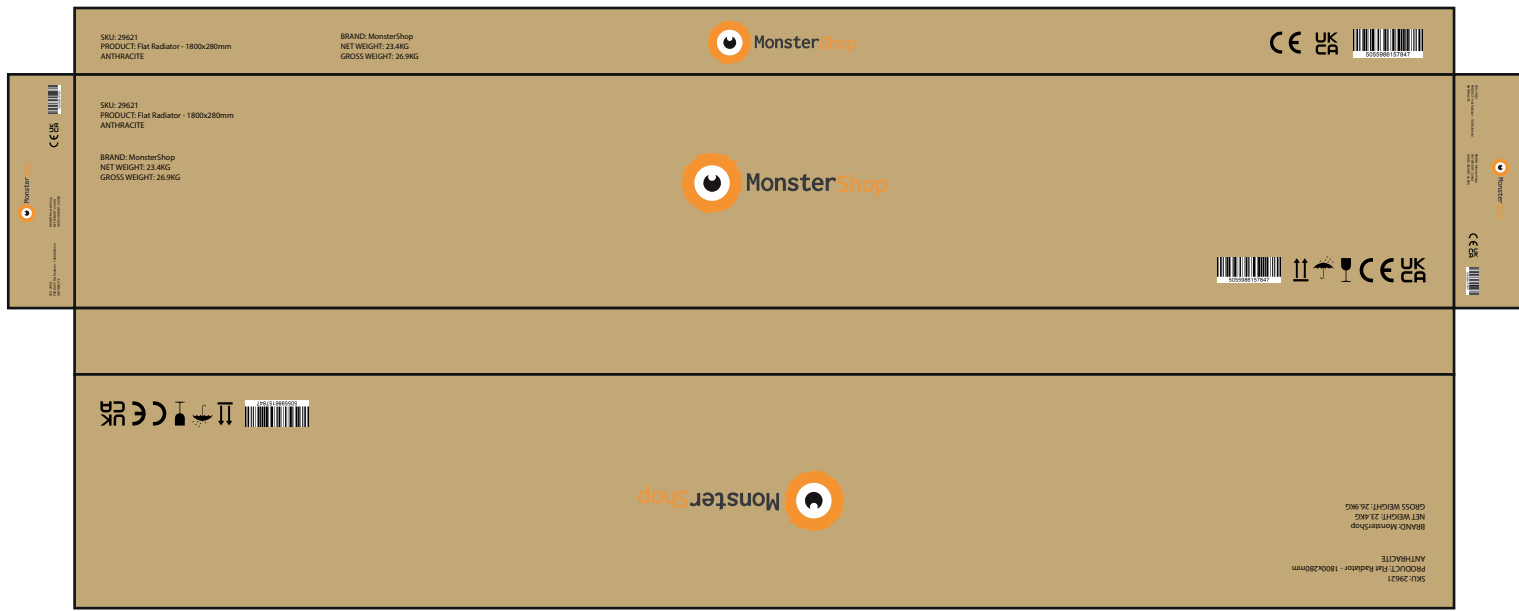 SKU: 29621
PRODUCT: Flat Radiator - 1800x280mm
ANTHRACITE
BRAND: MonsterShop
NET WEIGHT: 23.4KG
GROSS WEIGHT: 26.9KG
MonsterShop
CE
UK
CA
5055986157847
SKU: 29621
PRODUCT: Flat Radiator - 1800x280mm
ANTHRACITE
BRAND: MonsterShop
NET WEIGHT: 23.4KG
GROSS WEIGHT: 26.9KG
MonsterShop
5055986157847
CE
UK
CA
CE
UK
CA
MonsterShop
MonsterShop
CE
UK
CA
5055986157847
CE
UK
CA
MonsterShop
BRAND: MonsterShop
NET WEIGHT: 23.4KG
GROSS WEIGHT: 26.9KG
SKU: 29621
PRODUCT: Flat Radiator - 1800x280mm
ANTHRACITE